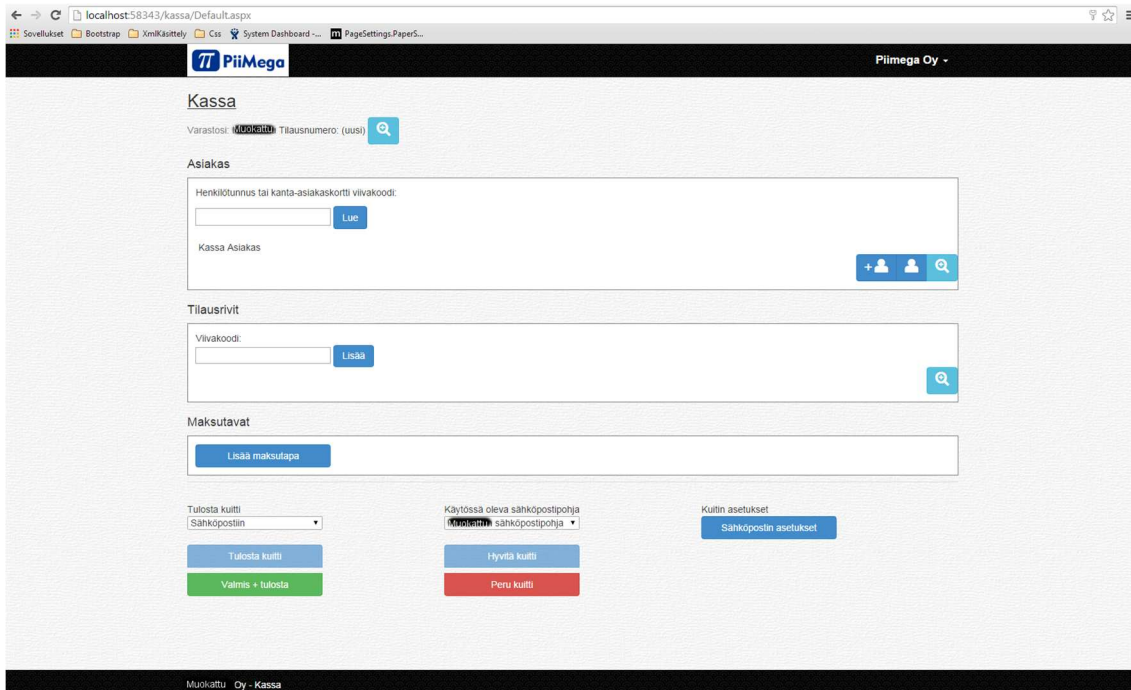 localhost:58343/kassa/Default.aspx
Sovellukset Bootstrap XmlKäsittely Css System Dashboard -... m PageSettings.PaperS...
π PiiMega Piimega Oy
Kassa
Varastosi: Muokattu Tilausnumero: (uusi)
Asiakas
Henkilötunnus tai kanta-asiakaskortti viivakoodi:
Lue
Kassa Asiakas
+
Tilausrivit
Viivakoodi:
Lisää
Maksutavat
Lisää maksutapa
Tulosta kuitti Käytössä oleva sähköpostipohja Kuitin asetukset
Sähköpostiin Muokattu sähköpostipohja Sähköpostin asetukset
Tulosta kuitti Hyvitä kuitti
Valmis + tulosta Peru kuitti
Muokattu Oy - Kassa